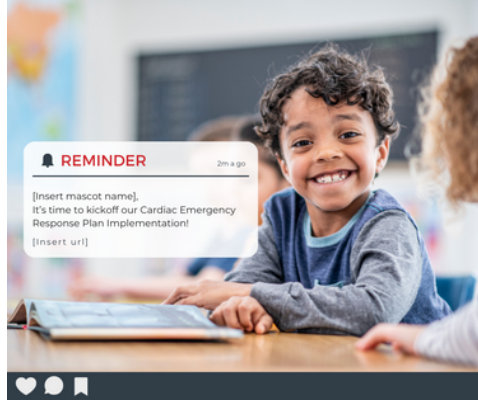 REMINDER
2m ago
[Insert mascot name],
It's time to kickoff our Cardiac Emergency
Response Plan Implementation!
[Insert url]